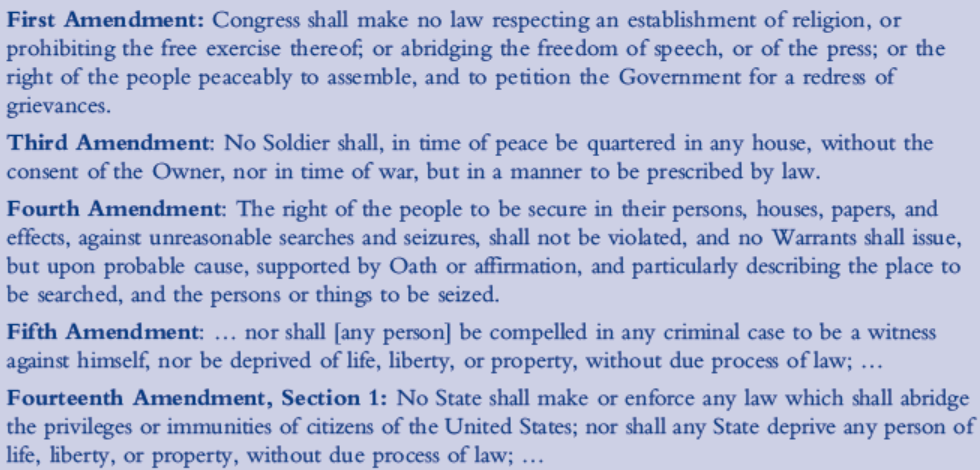 First Amendment: Congress shall make no law respecting an establishment of religion, or
prohibiting the free exercise thereof; or abridging the freedom of speech, or of the press; or the
right of the people peaceably to assemble, and to petition the Government for a redress of
grievances.
Third Amendment: No Soldier shall, in time of peace be quartered in any house, without the
consent of the Owner, nor in time of war, but in a manner to be prescribed by law.
Fourth Amendment: The right of the people to be secure in their persons, houses, papers, and
effects, against unreasonable searches and seizures, shall not be violated, and no Warrants shall issue,
but upon probable cause, supported by Oath or affirmation, and particularly describing the place to
be searched, and the persons or things to be seized.
Fifth Amendment: … nor shall [any person] be compelled in any criminal case to be a witness
against himself, nor be deprived of life, liberty, or property, without due process of law; …
Fourteenth Amendment, Section 1: No State shall make or enforce any law which shall abridge
the privileges or immunities of citizens of the United States; nor shall any State deprive any person of
life, liberty, or property, without due process of law; …